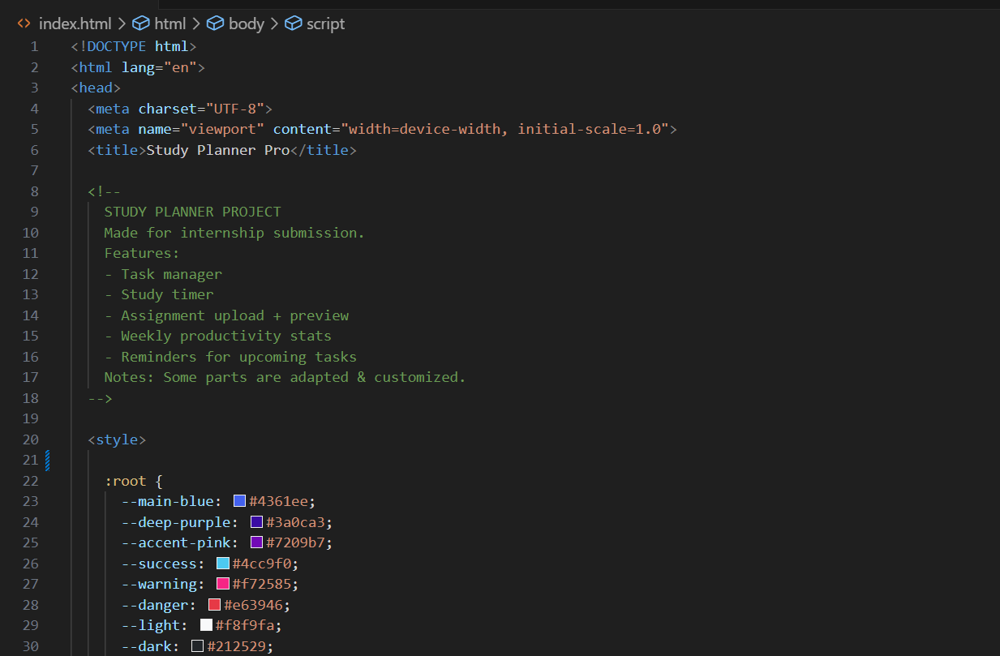 index.html > html > body > script
1 <!DOCTYPE html>
2 <html lang="en">
3 <head>
4 <meta charset="UTF-8">
5 <meta name="viewport" content="width=device-width, initial-scale=1.0">
6 <title>Study Planner Pro</title>
7
8 <!--
9 STUDY PLANNER PROJECT
10 Made for internship submission.
11 Features:
12 - Task manager
13 - Study timer
14 - Assignment upload + preview
15 - Weekly productivity stats
16 - Reminders for upcoming tasks
17 Notes: Some parts are adapted & customized.
18 -->
19
20 <style>
21
22 :root {
23 --main-blue: #4361ee;
24 --deep-purple: #3a0ca3;
25 --accent-pink: #7209b7;
26 --success: #4cc9f0;
27 --warning: #f72585;
28 --danger: #e63946;
29 --light: #f8f9fa;
30 --dark: #212529;